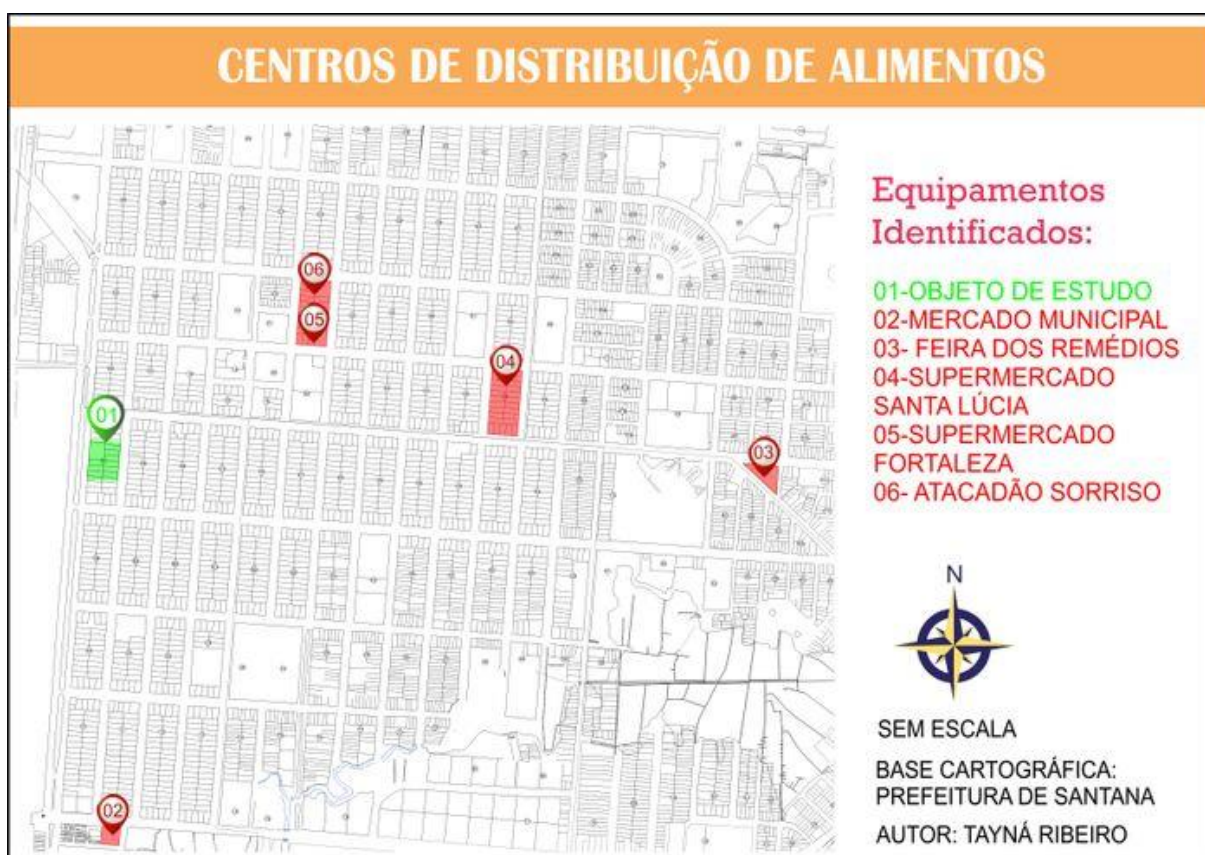 CENTROS DE DISTRIBUIÇÃO DE ALIMENTOS
06
05
04
01
03
02
Equipamentos
Identificados:
01-OBJETO DE ESTUDO
02-MERCADO MUNICIPAL
03- FEIRA DOS REMÉDIOS
04-SUPERMERCADO
SANTA LÚCIA
05-SUPERMERCADO
FORTALEZA
06- ATACADÃO SORRISO
N
SEM ESCALA
BASE CARTOGRÁFICA:
PREFEITURA DE SANTANA
AUTOR: TAYNÁ RIBEIRO